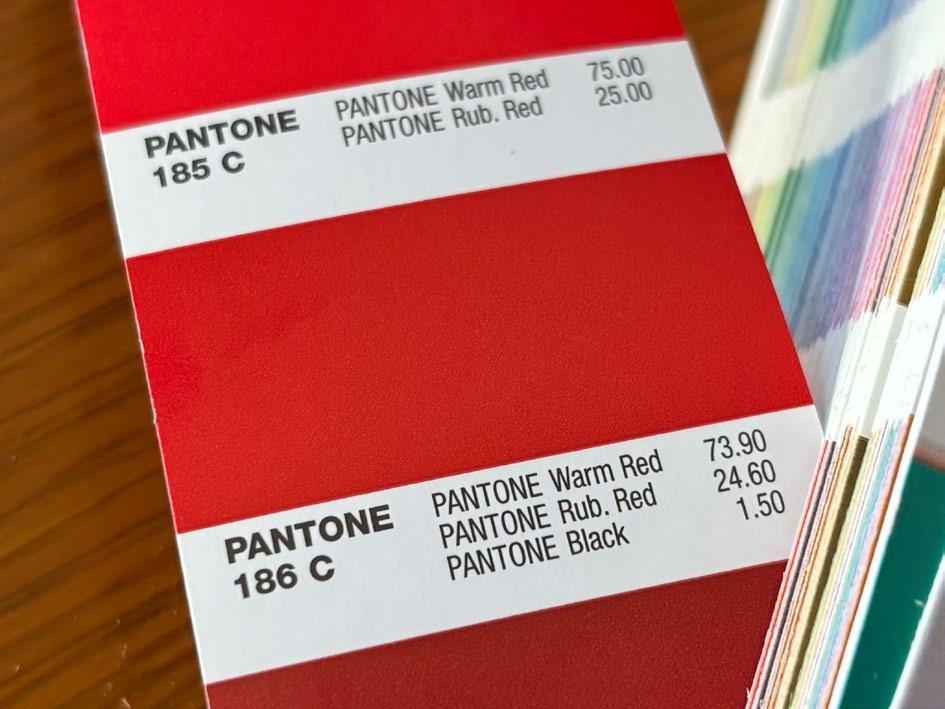 PANTONE
185 C
PANTONE Warm Red 75.00
PANTONE Rub. Red 25.00
PANTONE
186 C
PANTONE Warm Red 73.90
PANTONE Rub. Red 24.60
PANTONE Black 1.50